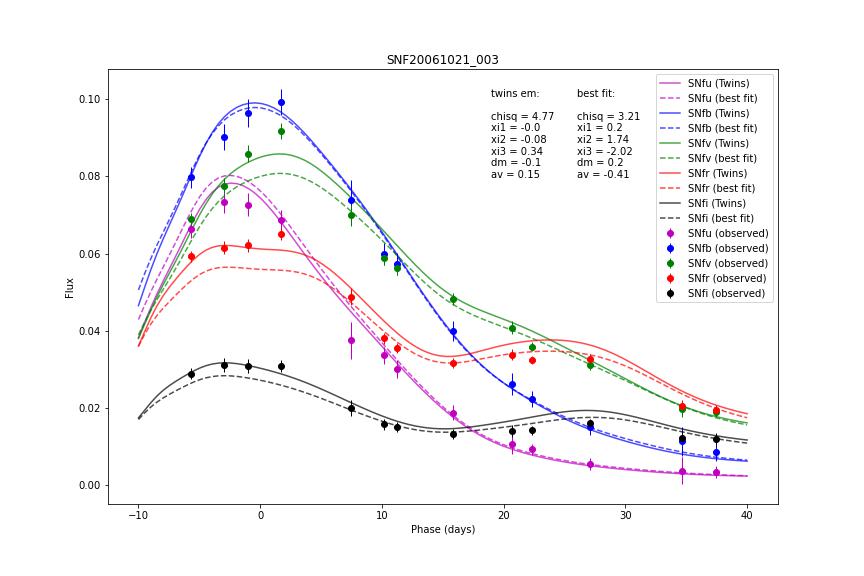 SNF20061021_003
twins em: best fit:
chisq = 4.77 chisq = 3.21
xi1 = -0.0 xi1 = 0.2
xi2 = -0.08 xi2 = 1.74
xi3 = 0.34 xi3 = -2.02
dm = -0.1 dm = 0.2
av = 0.15 av = -0.41
SNfu (Twins)
SNfu (best fit)
SNfb (Twins)
SNfb (best fit)
SNfv (Twins)
SNfv (best fit)
SNfr (Twins)
SNfr (best fit)
SNfi (Twins)
SNfi (best fit)
SNfu (observed)
SNfb (observed)
SNfv (observed)
SNfr (observed)
SNfi (observed)
Flux
0.10
0.08
0.06
0.04
0.02
0.00
−10 0 10 20 30 40
Phase (days)